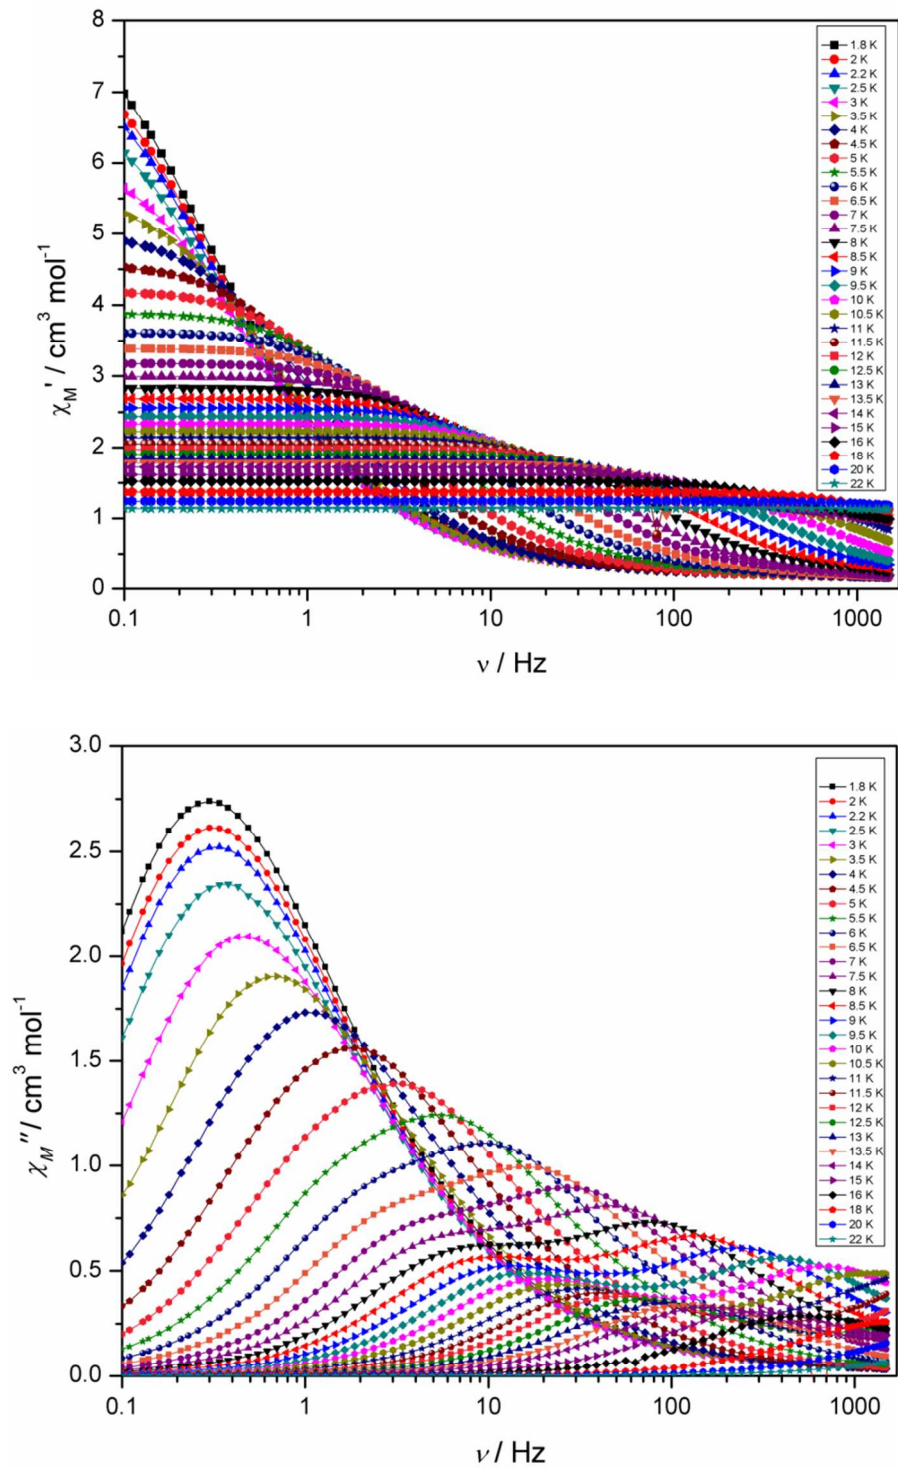 8
7
6
5
4
3
2
1
0
χM' / cm³ mol⁻¹
0.1 1 10 100 1000
ν / Hz
1.8 K
2 K
2.2 K
2.5 K
3 K
3.5 K
4 K
4.5 K
5 K
5.5 K
6 K
6.5 K
7 K
7.5 K
8 K
8.5 K
9 K
9.5 K
10 K
10.5 K
11 K
11.5 K
12 K
12.5 K
13 K
13.5 K
14 K
15 K
16 K
18 K
20 K
22 K
3.0
2.5
2.0
1.5
1.0
0.5
0.0
χM'' / cm³ mol⁻¹
0.1 1 10 100 1000
ν / Hz
1.8 K
2 K
2.2 K
2.5 K
3 K
3.5 K
4 K
4.5 K
5 K
5.5 K
6 K
6.5 K
7 K
7.5 K
8 K
8.5 K
9 K
9.5 K
10 K
10.5 K
11 K
11.5 K
12 K
12.5 K
13 K
13.5 K
14 K
15 K
16 K
18 K
20 K
22 K